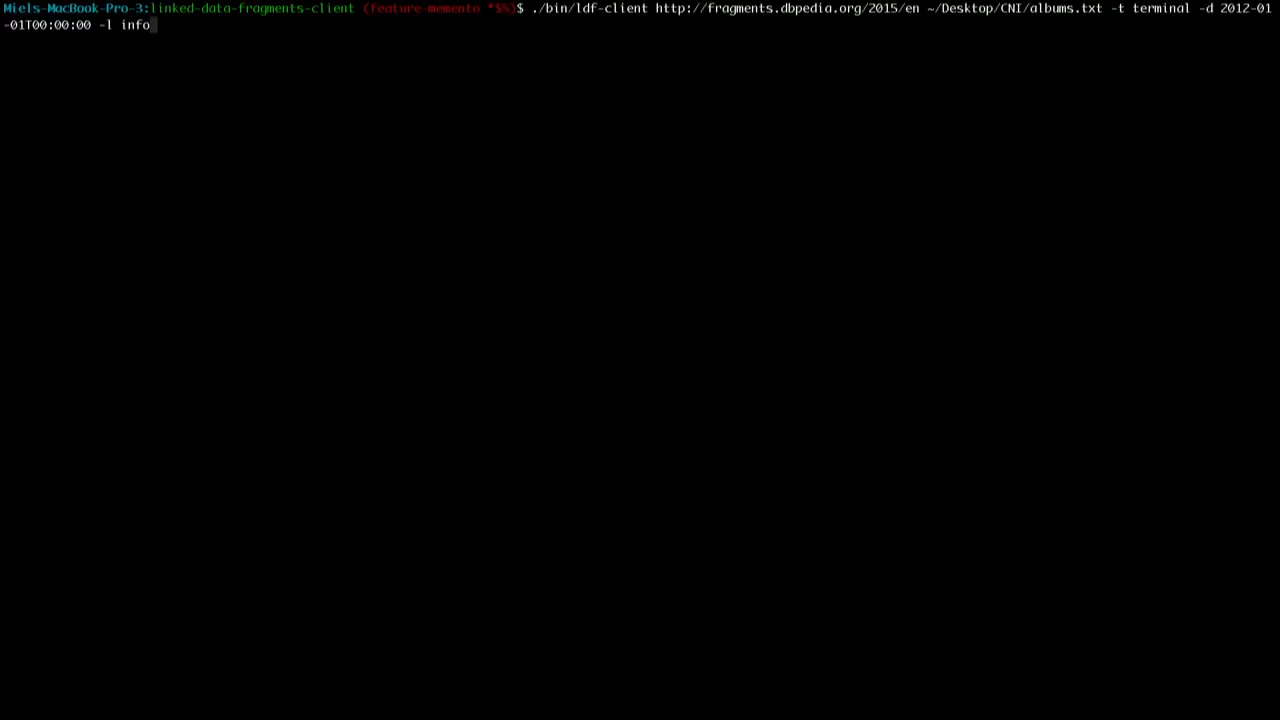 Miels-MacBook-Pro-3:linked-data-fragments-client (feature-memento *$%)$ ./bin/ldf-client http://fragments.dbpedia.org/2015/en ~/Desktop/CNI/albums.txt -t terminal -d 2012-01
-01T00:00:00 -l info